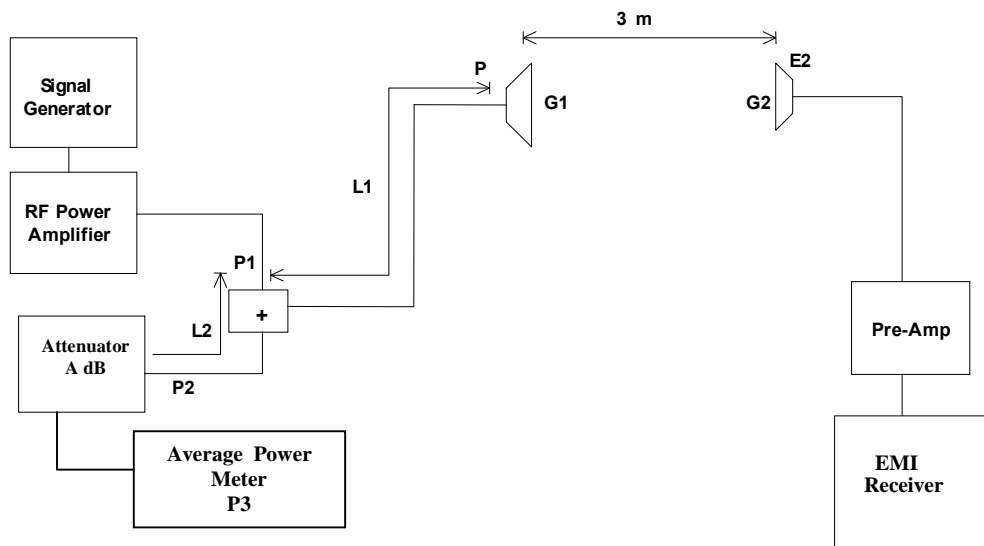 3 m
Signal
Generator
P
E2
G1
G2
L1
RF Power
Amplifier
P1
+
L2
Attenuator
A dB
P2
Pre-Amp
Average Power
Meter
P3
EMI
Receiver